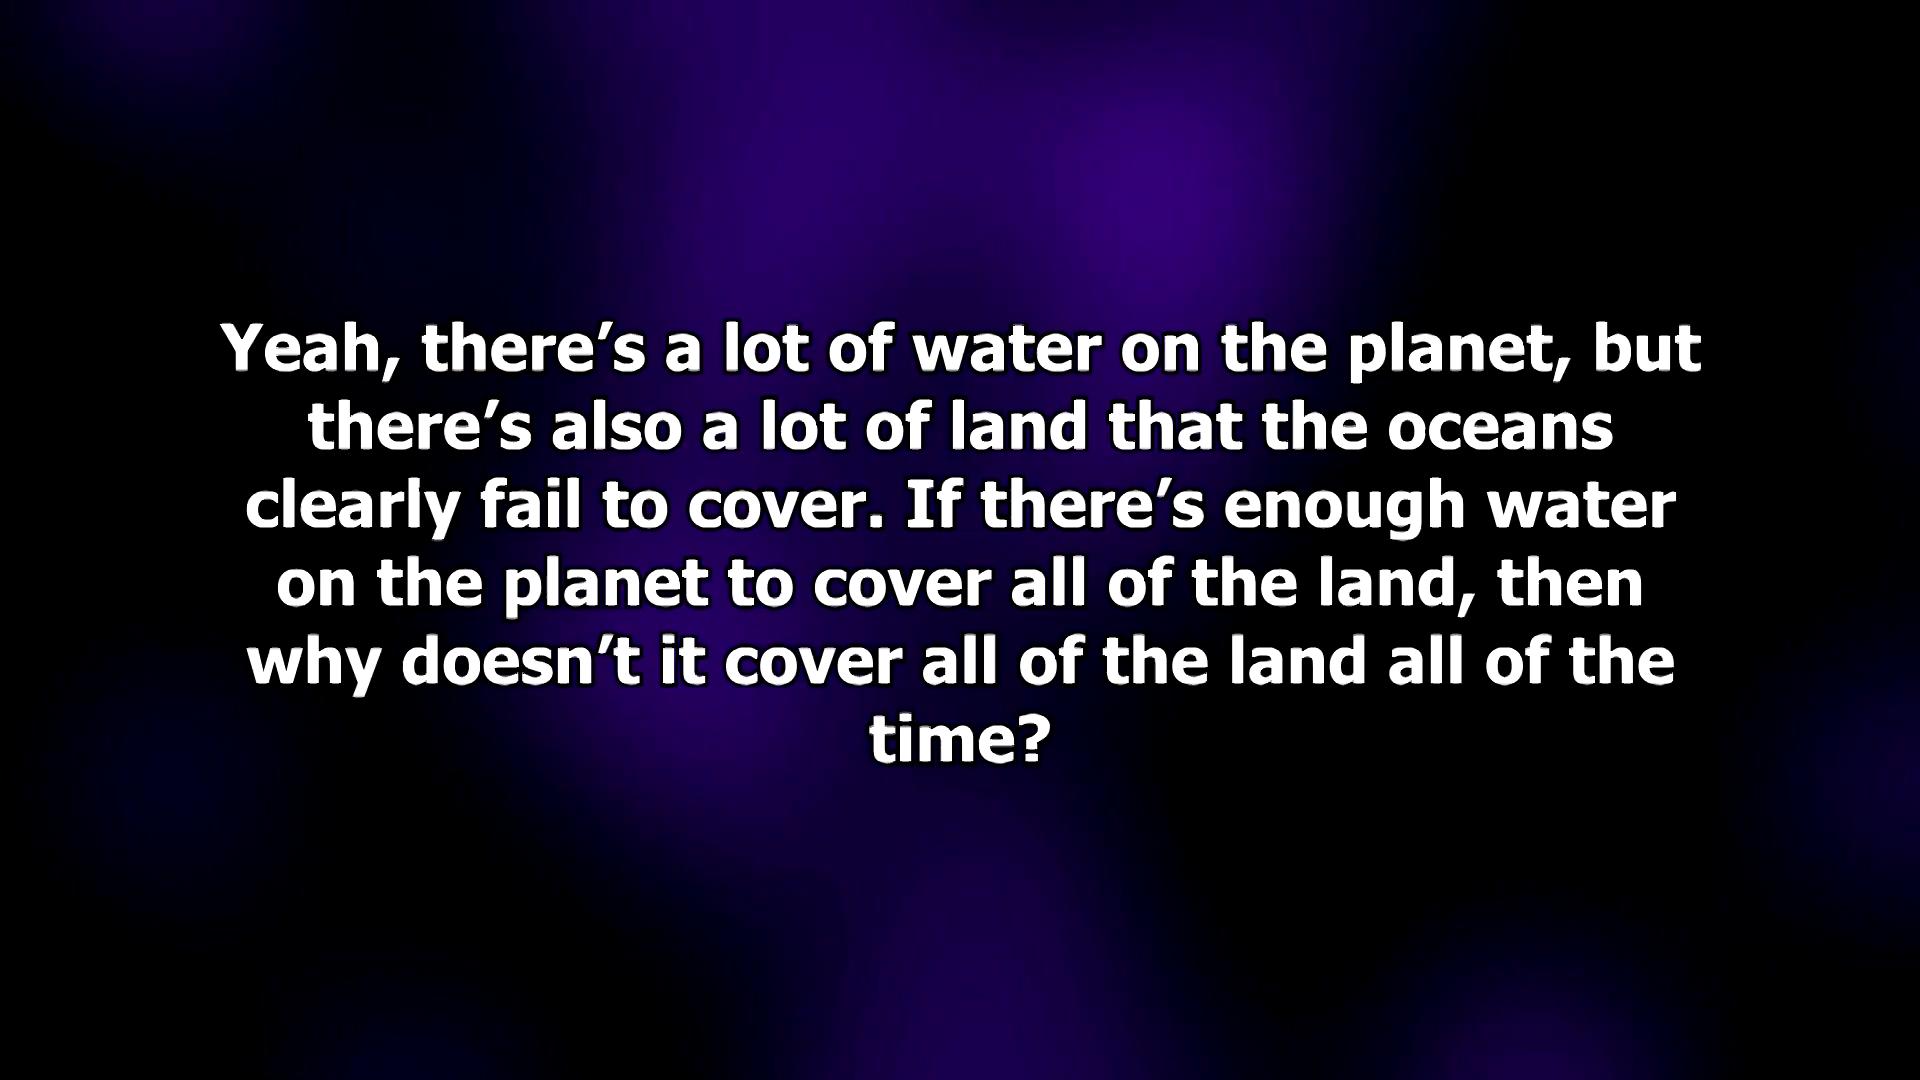 Yeah, there’s a lot of water on the planet, but
there’s also a lot of land that the oceans
clearly fail to cover. If there’s enough water
on the planet to cover all of the land, then
why doesn’t it cover all of the land all of the
time?